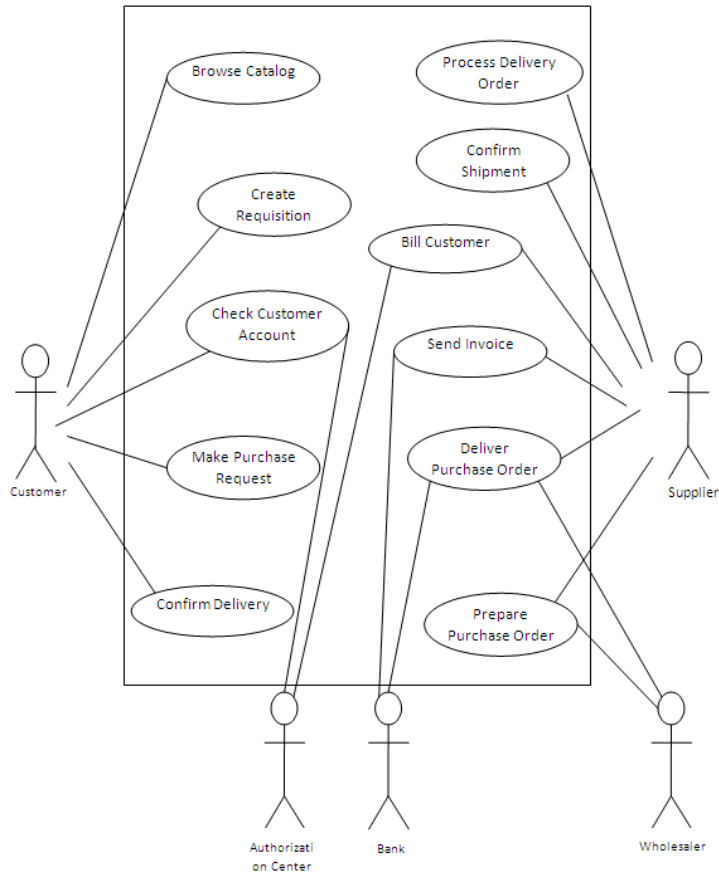 Browse Catalog
Process Delivery
Order
Confirm
Shipment
Create
Requisition
Bill Customer
Check Customer
Account
Send Invoice
Make Purchase
Request
Deliver
Purchase Order
Customer
Supplier
Confirm Delivery
Prepare
Purchase Order
Authorizati
on Center
Bank
Wholesaler